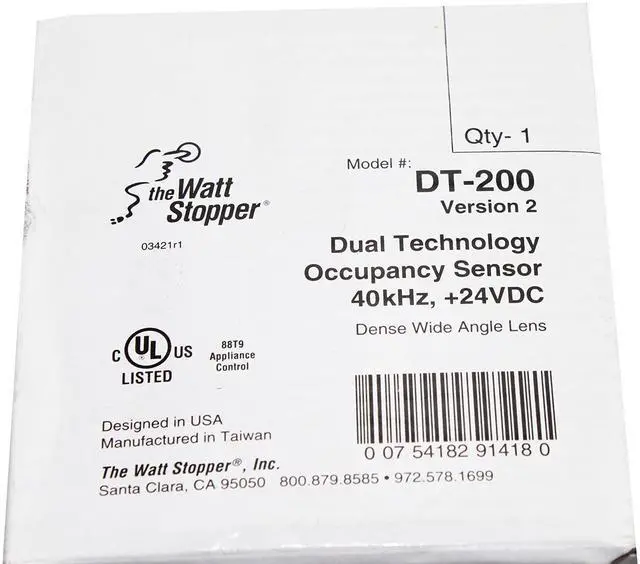 Qty- 1
Model #:
DT-200
Version 2
the Watt
Stopper®
03421r1
Dual Technology
Occupancy Sensor
40kHz, +24VDC
Dense Wide Angle Lens
C UL US
LISTED
88T9
Appliance
Control
Designed in USA
Manufactured in Taiwan
0 07 54182 91418 0
The Watt Stopper®, Inc.
Santa Clara, CA 95050 800.879.8585 • 972.578.1699